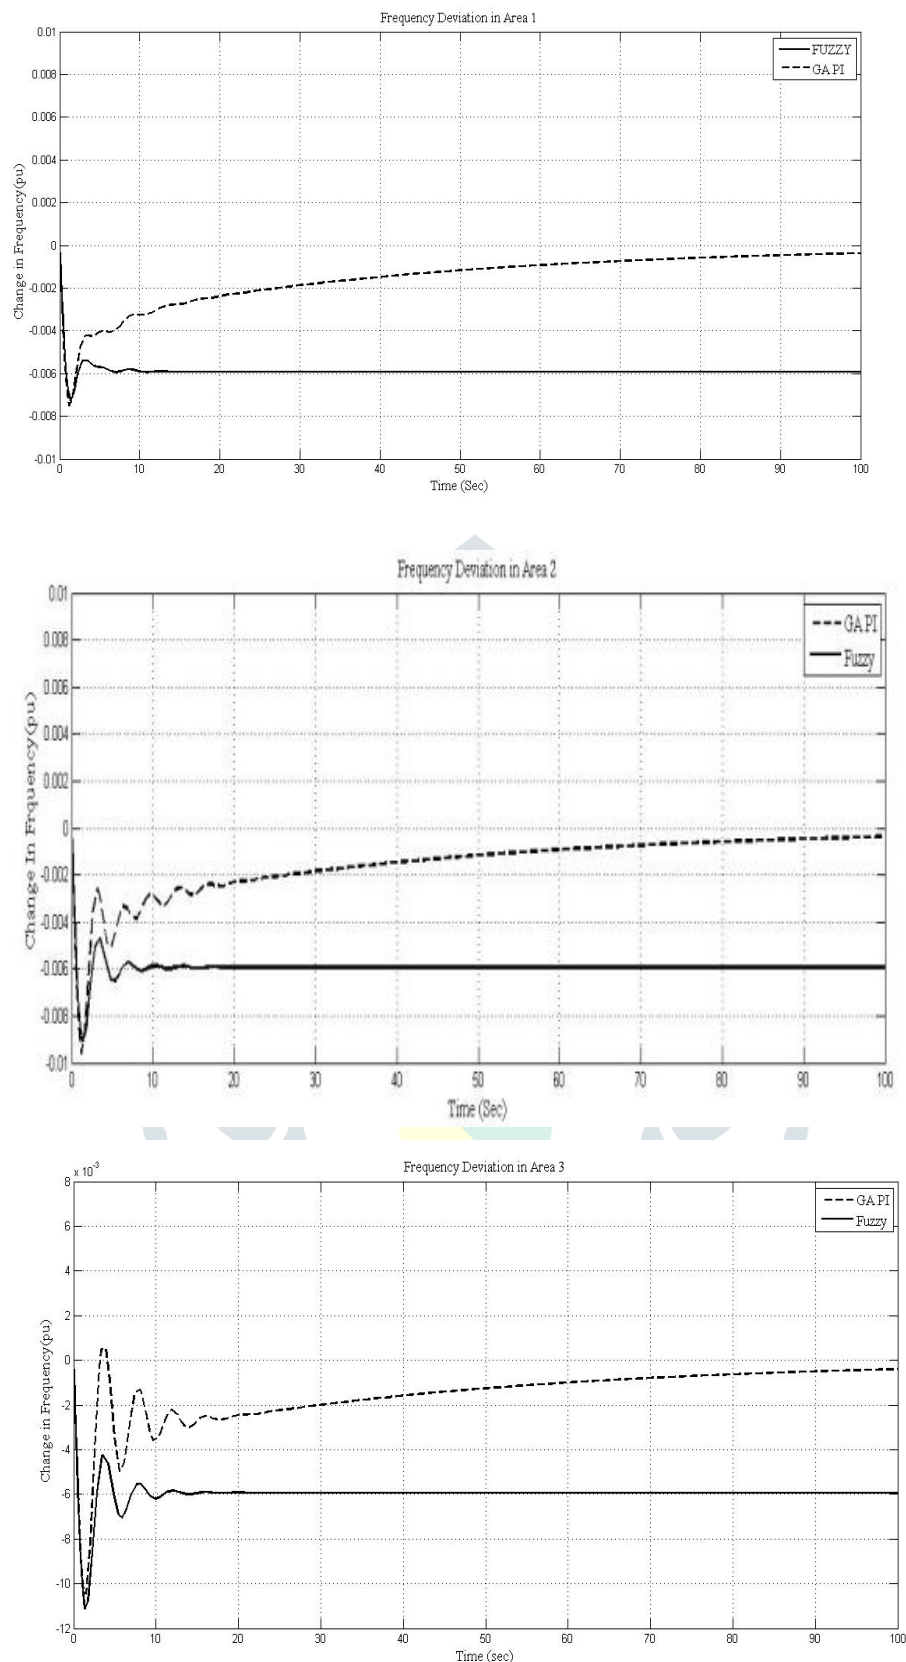 Frequency Deviation in Area 1
0.01
0.008
0.006
0.004
0.002
0
-0.002
-0.004
-0.006
-0.008
-0.01
Change in Frequency(pu)
FUZZY
GA PI
0 10 20 30 40 50 60 70 80 90 100
Time (Sec)
Frequency Deviation in Area 2
0.01
0.008
0.006
0.004
0.002
0
-0.002
-0.004
-0.006
-0.008
-0.01
Change In Frquency(pu)
GA PI
Fuzzy
0 10 20 30 40 50 60 70 80 90 100
Time (Sec)
x 10⁻³
Frequency Deviation in Area 3
8
6
4
2
0
-2
-4
-6
-8
-10
-12
Change in Frequency(pu)
GA PI
Fuzzy
0 10 20 30 40 50 60 70 80 90 100
Time (sec)